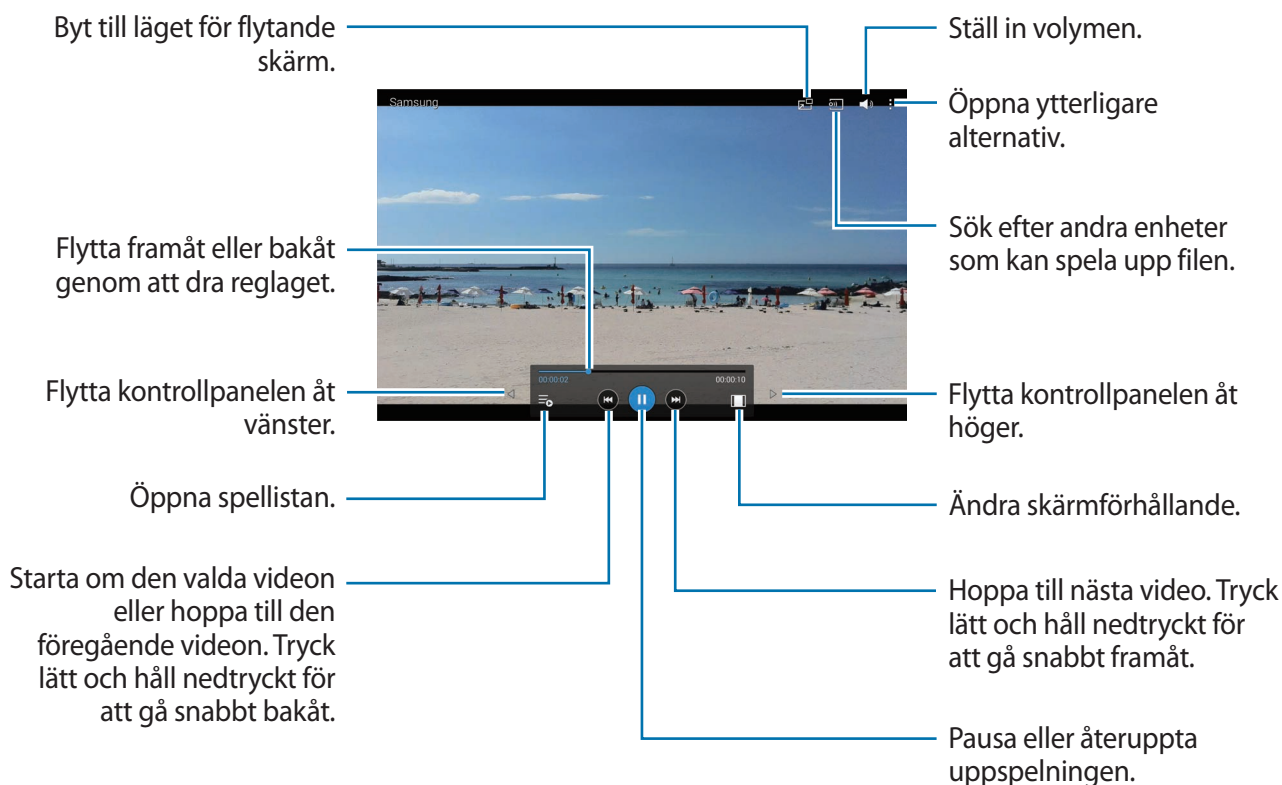 Byt till läget för flytande
skärm.
Ställ in volymen.
Samsung
Öppna ytterligare
alternativ.
Sök efter andra enheter
som kan spela upp filen.
Flytta framåt eller bakåt
genom att dra reglaget.
00:00:02
00:00:10
Flytta kontrollpanelen åt
vänster.
Flytta kontrollpanelen åt
höger.
Öppna spellistan.
Ändra skärmförhållande.
Starta om den valda videon
eller hoppa till den
föregående videon. Tryck
lätt och håll nedtryckt för
att gå snabbt bakåt.
Hoppa till nästa video. Tryck
lätt och håll nedtryckt för
att gå snabbt framåt.
Pausa eller återuppta
uppspelningen.